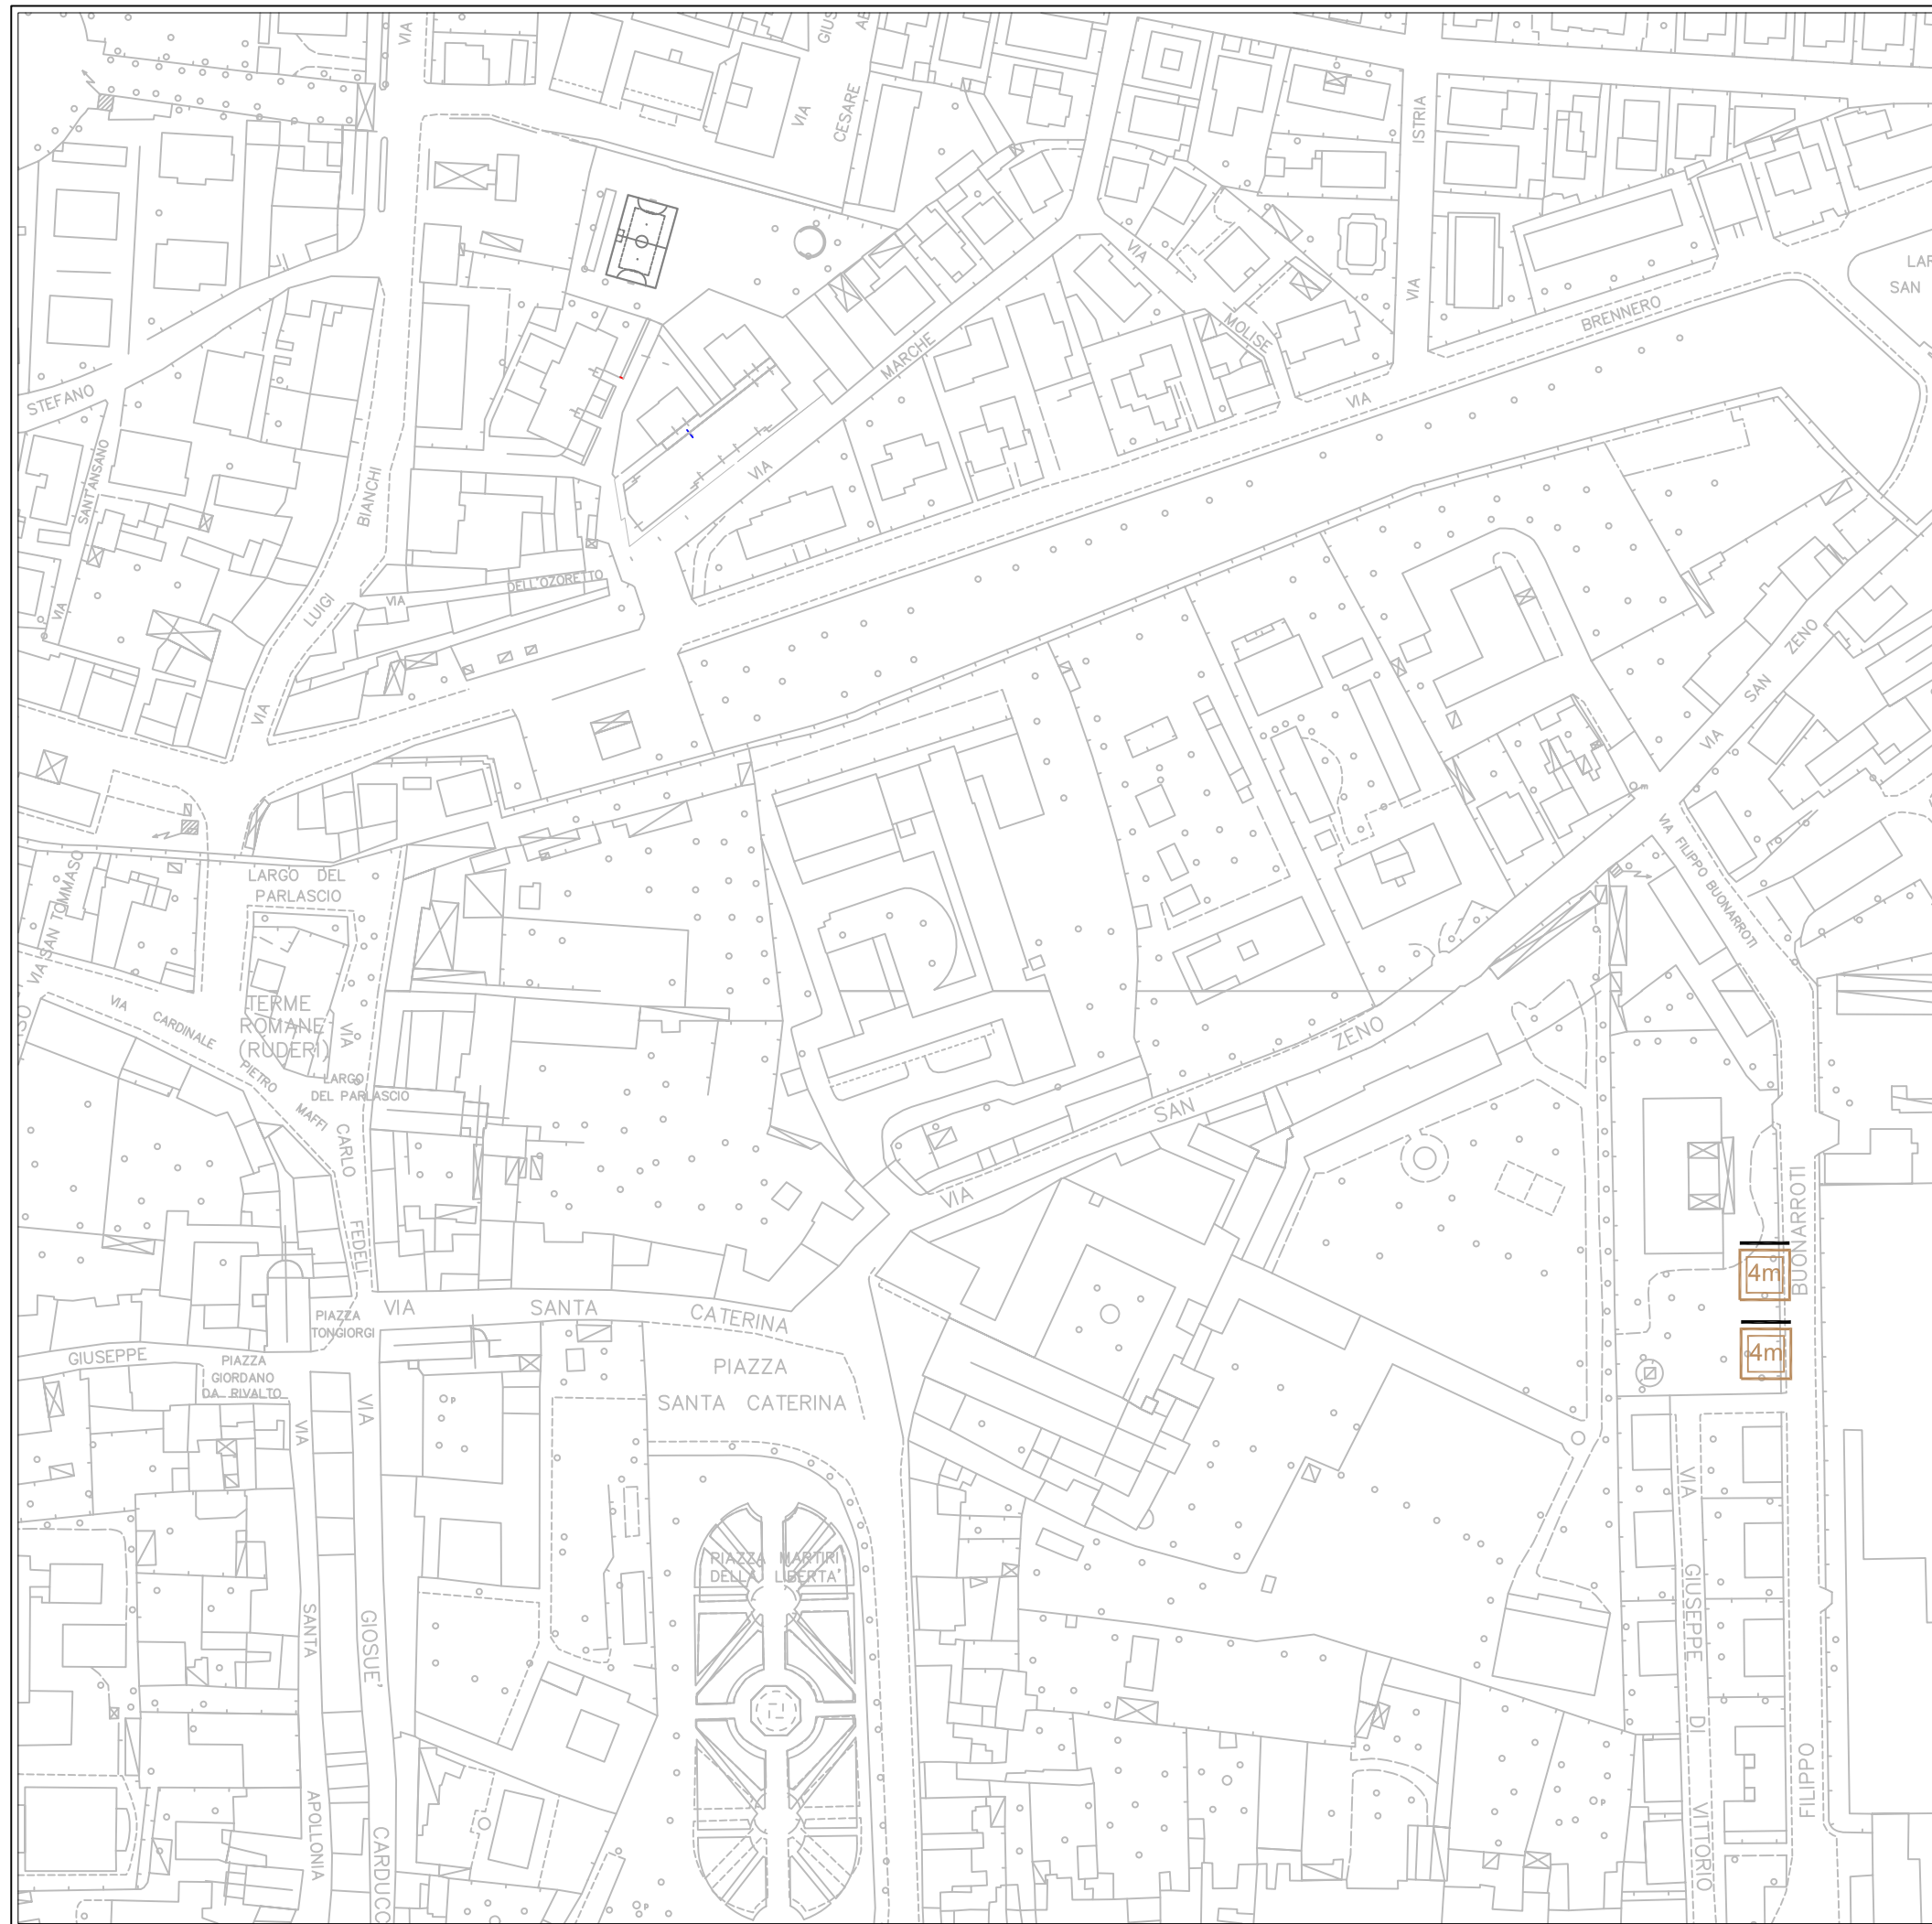 VIA
GIUS
CESARE
VIA
ISTRIA
VIA
MOLISE
VIA
BRENNERO
LAR
SAN
MARCHE
VIA
VIA
STEFANO
SANT'ANSANO
VIA
BIANCHI
LUIGI
VIA
VIA
DELL'OZORETTO
ZENO
SAN
VIA
VIA FILIPPO BUONARROTI
LARGO DEL
PARLASCIO
VIA SAN TOMMASO
TERME
ROMANE
(RUDERI)
VIA
CARDINALE
PIETRO
MAFFI
VIA
CARLO
FEDELI
LARGO
DEL PARLASCIO
ZENO
SAN
VIA
BUONARROTI
4m
4m
PIAZZA
TONGIORGI
VIA
SANTA
CATERINA
GIUSEPPE
PIAZZA
GIORDANO
DA RIVALTO
PIAZZA
SANTA CATERINA
VIA
VIA
p
PIAZZA MARTIRI
DELLA LIBERTA'
VIA
GIUSEPPE
DI
VITTORIO
SANTA
APOLLONIA
GIOSUE'
CARDUCC
FILIPPO
p
p